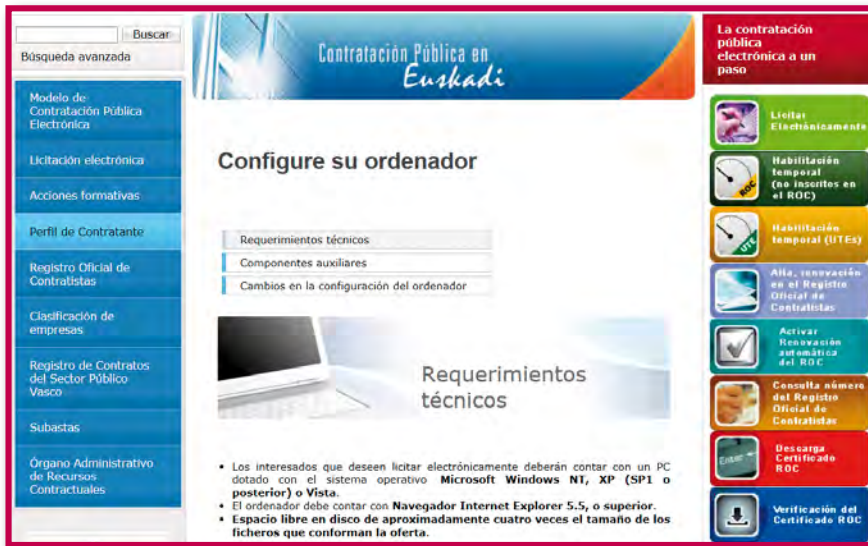 Buscar
Búsqueda avanzada
Modelo de
Contratación Pública
Electrónica
Licitación electrónica
Acciones formativas
Perfil de Contratante
Registro Oficial de
Contratistas
Clasificación de
empresas
Registro de Contratos
del Sector Público
Vasco
Subastas
Órgano Administrativo
de Recursos
Contractuales
Contratación Pública en
Euskadi
Configure su ordenador
Requerimientos técnicos
Componentes auxiliares
Cambios en la configuración del ordenador
Requerimientos
técnicos
• Los interesados que deseen licitar electrónicamente deberán contar con un PC
dotado con el sistema operativo Microsoft Windows NT, XP (SP1 o
posterior) o Vista.
• El ordenador debe contar con Navegador Internet Explorer 5.5, o superior.
• Espacio libre en disco de aproximadamente cuatro veces el tamaño de los
ficheros que conforman la oferta.
La contratación
pública
electrónica a un
paso
Licitar
Electrónicamente
ROC
Habilitación
temporal
(no inscritos en
el ROC)
UTE
Habilitación
temporal (UTEs)
Alta, renovación
en el Registro
Oficial de
Contratistas
Activar
Renovación
automática
del ROC
Consulta número
del Registro
Oficial de
Contratistas
Enter
Descarga
Certificado
ROC
Verificación del
Certificado ROC